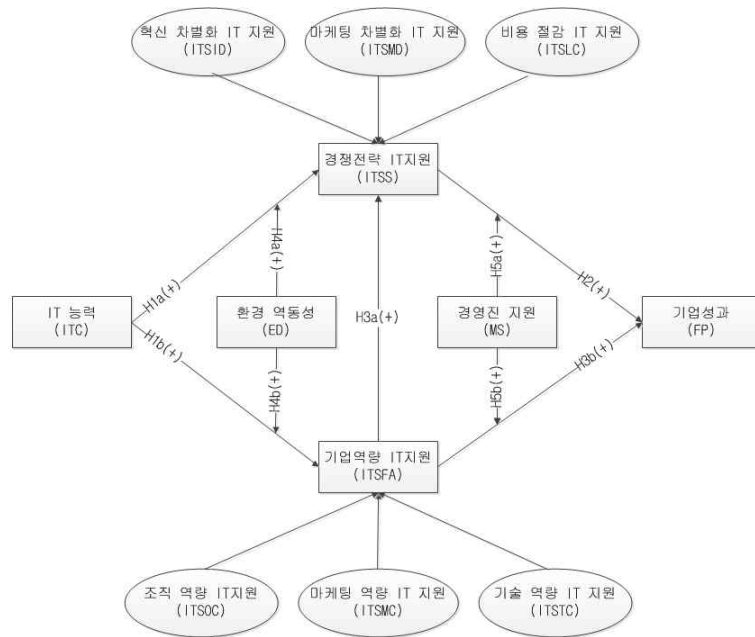 혁신 차별화 IT 지원
(ITSID)
마케팅 차별화 IT 지원
(ITSMD)
비용 절감 IT 지원
(ITSLC)
경쟁전략 IT지원
(ITSS)
H1a(+)
H4a(+)
H5a(+)
H2(+)
IT 능력
(ITC)
환경 역동성
(ED)
H3a(+)
경영진 지원
(MS)
기업성과
(FP)
H1b(+)
H4b(+)
H5b(+)
H3b(+)
기업역량 IT지원
(ITSFA)
조직 역량 IT지원
(ITSOC)
마케팅 역량 IT 지원
(ITSMC)
기술 역량 IT 지원
(ITSTC)